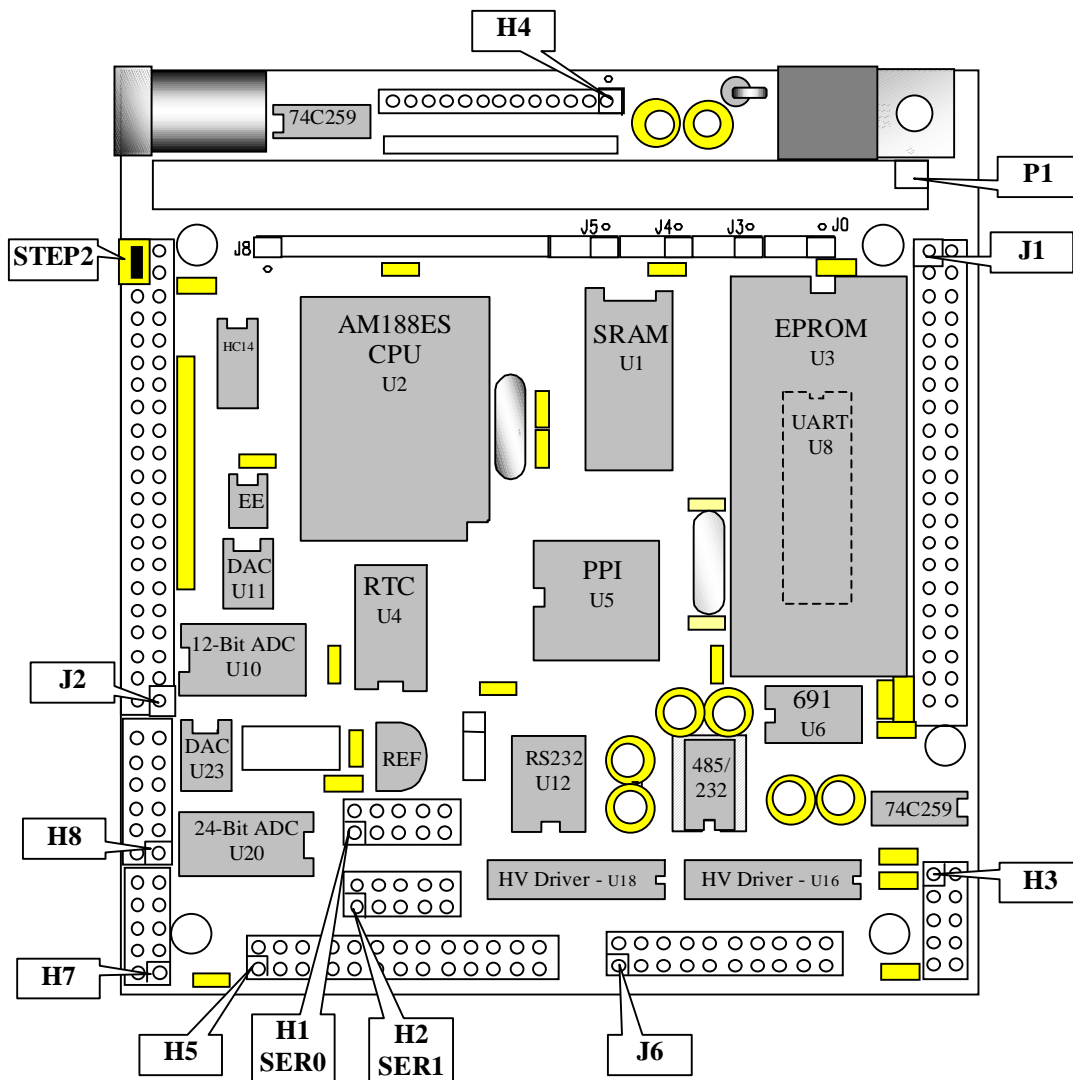 H4
74C259
P1
STEP2
J8
J5
J4
J3
J0
J1
HC14
AM188ES
CPU
U2
SRAM
U1
EPROM
U3
UART
U8
EE
DAC
U11
RTC
U4
PPI
U5
12-Bit ADC
U10
J2
DAC
U23
REF
RS232
U12
485/
232
691
U6
74C259
H8
24-Bit ADC
U20
HV Driver - U18
HV Driver - U16
H3
H7
H5
H1
SER0
H2
SER1
J6